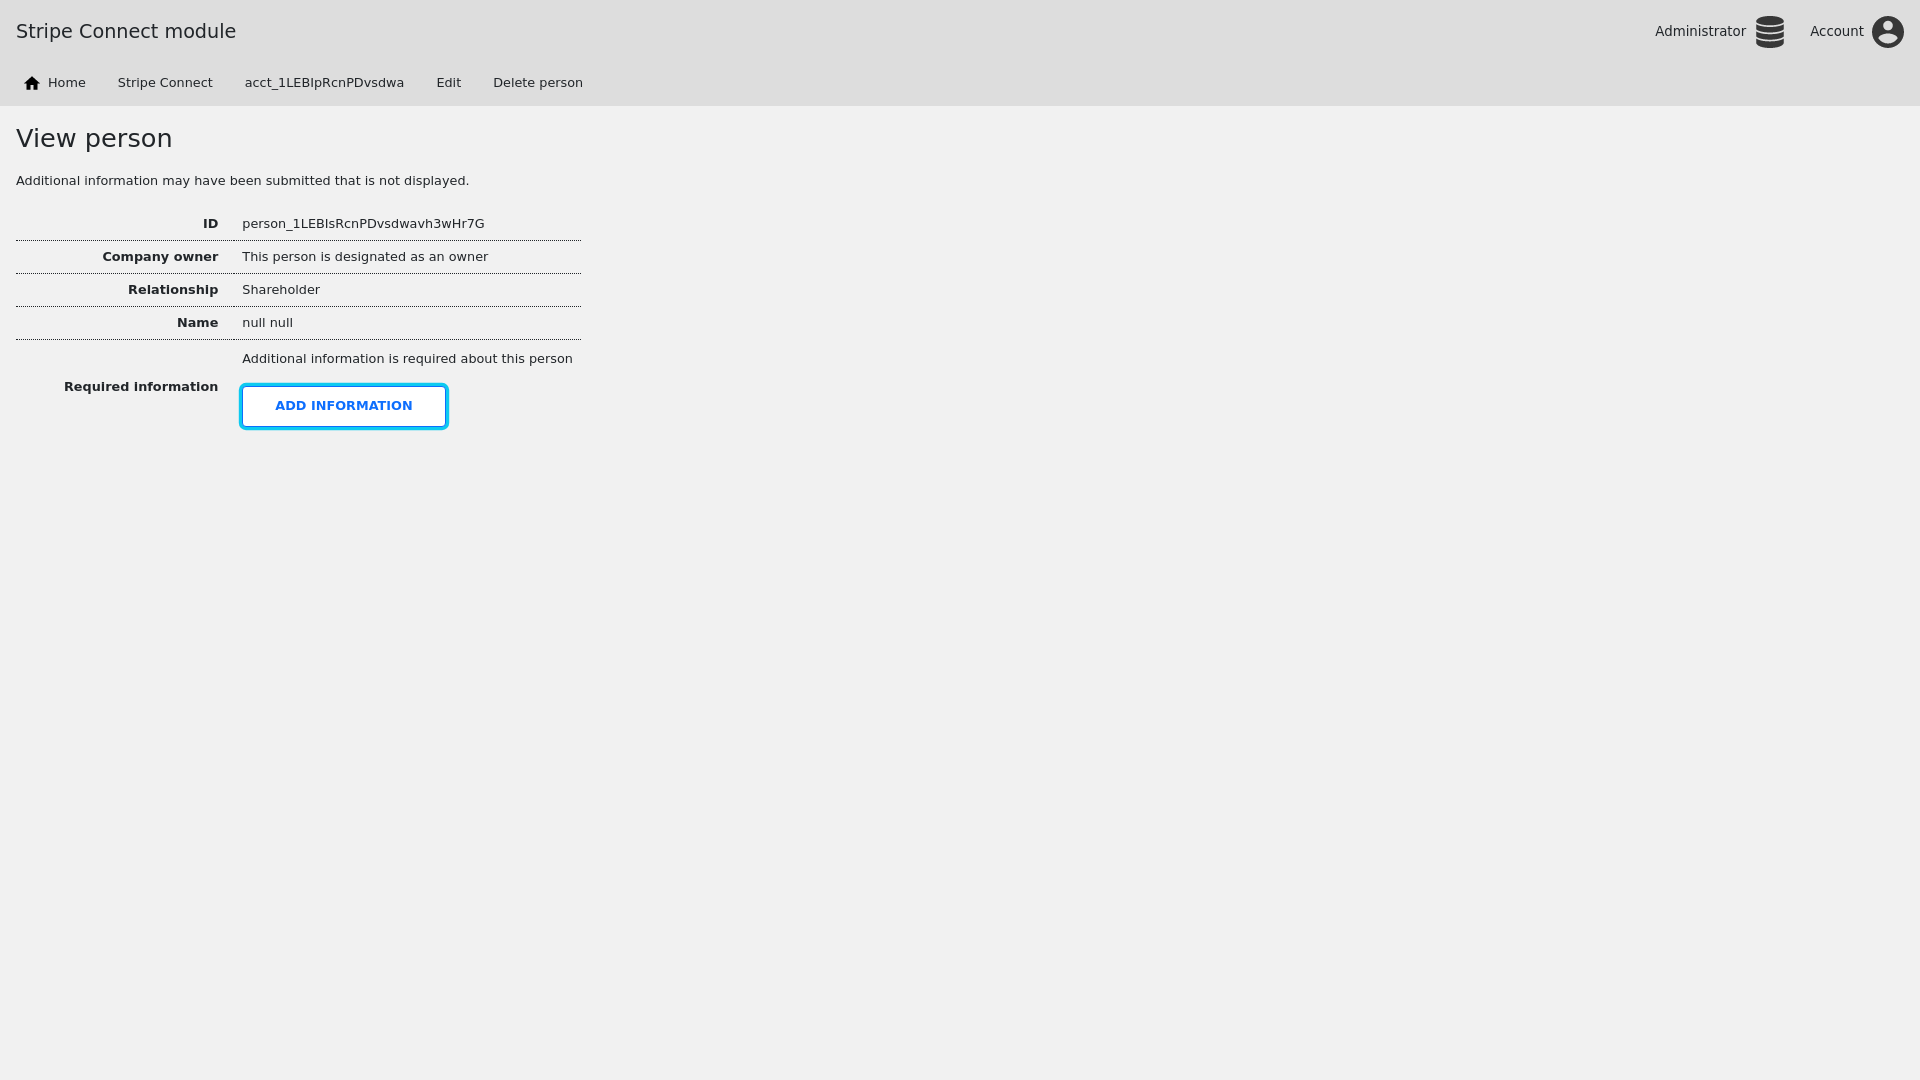 Stripe Connect module
Administrator
Account
Home
Stripe Connect
acct_1LEBIpRcnPDvsdwa
Edit
Delete person
View person
Additional information may have been submitted that is not displayed.
ID person_1LEBIsRcnPDvsdwavh3wHr7G
Company owner This person is designated as an owner
Relationship Shareholder
Name null null
Required information Additional information is required about this person
ADD INFORMATION